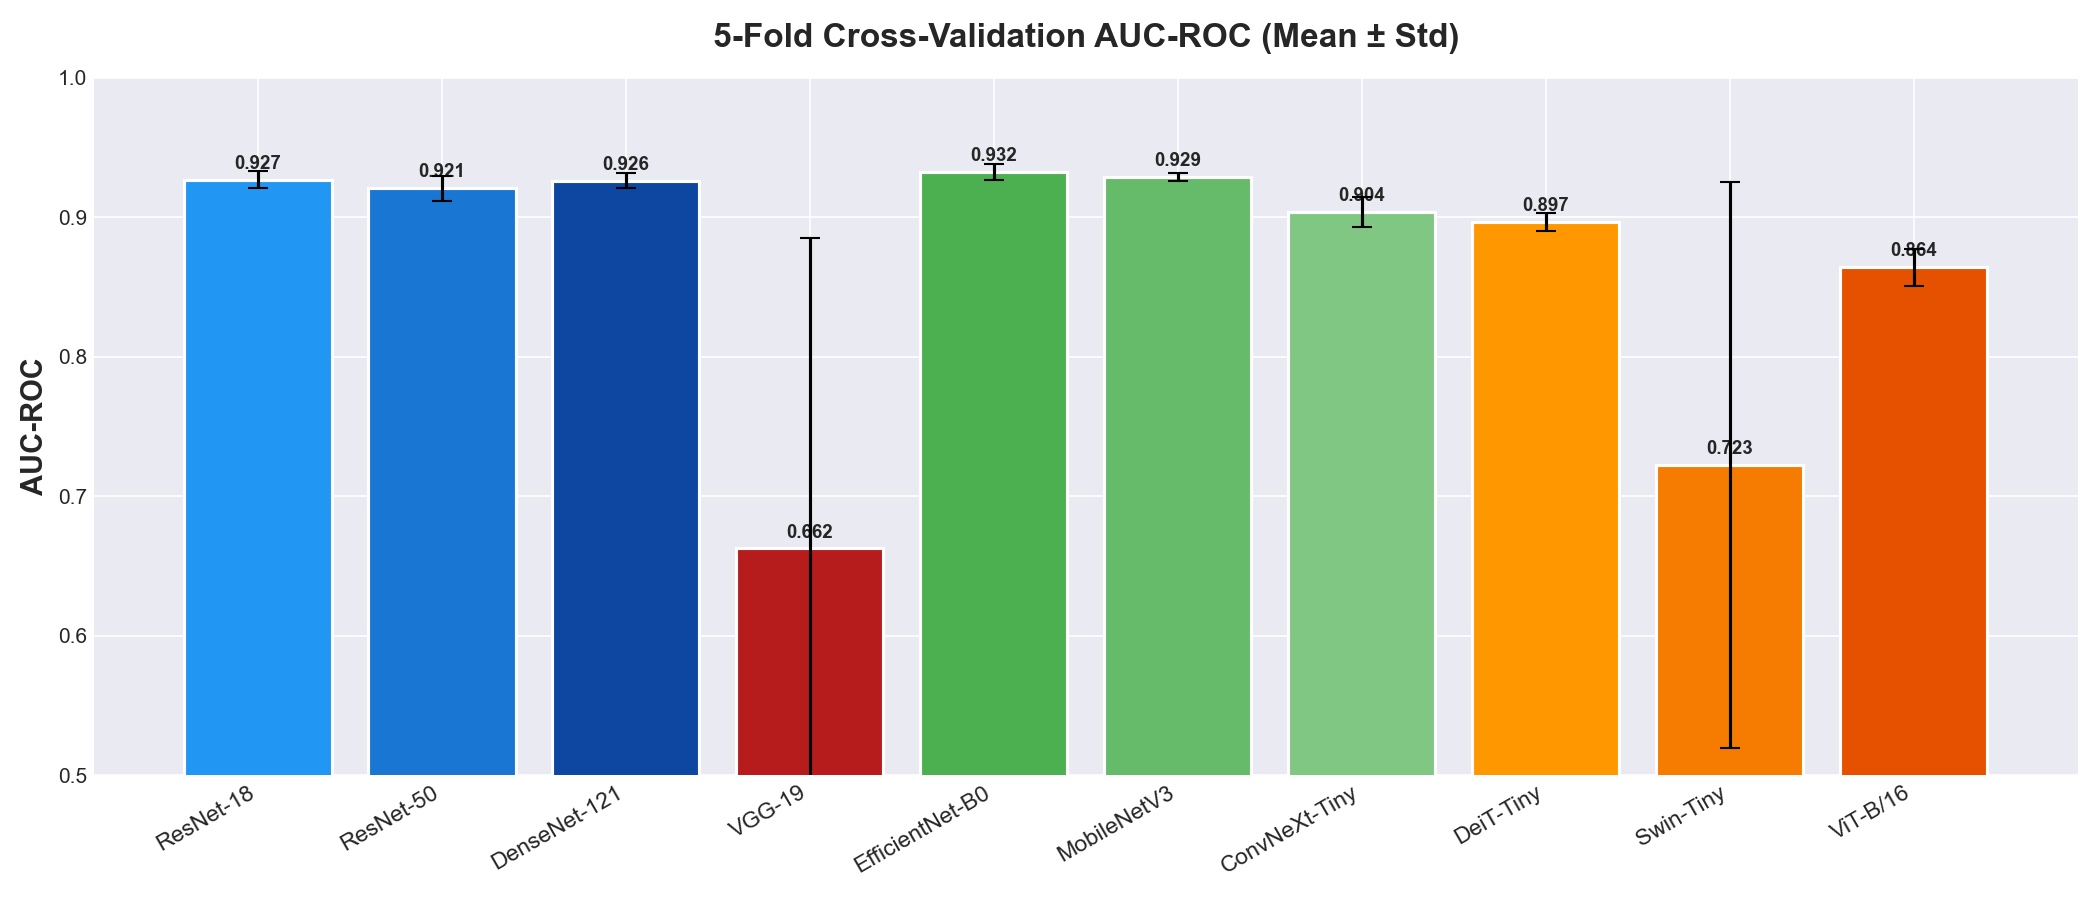 5-Fold Cross-Validation AUC-ROC (Mean ± Std)
AUC-ROC
1.0
0.9
0.8
0.7
0.6
0.5
0.927
0.921
0.926
0.662
0.932
0.929
0.904
0.897
0.723
0.864
ResNet-18
ResNet-50
DenseNet-121
VGG-19
EfficientNet-B0
MobileNetV3
ConvNeXt-Tiny
DeiT-Tiny
Swin-Tiny
ViT-B/16